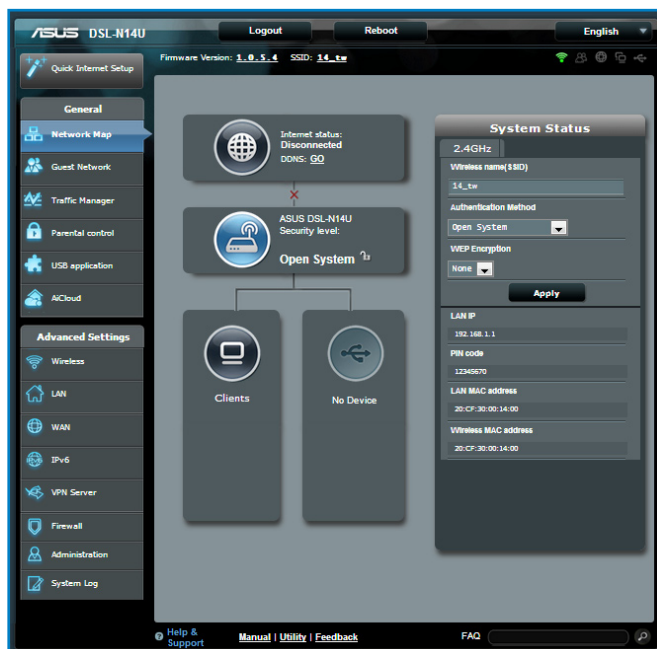 ASUS DSL-N14U
Logout
Reboot
English
Quick Internet Setup
Firmware Version: 1.0.5.4 SSID: 14_tw
General
Network Map
Guest Network
Traffic Manager
Parental control
USB application
AiCloud
Advanced Settings
Wireless
LAN
WAN
IPv6
VPN Server
Firewall
Administration
System Log
Internet status:
Disconnected
DDNS: GO
ASUS DSL-N14U
Security level:
Open System
Clients
No Device
System Status
2.4GHz
Wireless name(SSID)
14_tw
Authentication Method
Open System
WEP Encryption
None
Apply
LAN IP
192.168.1.1
PIN code
12345670
LAN MAC address
20:CF:30:00:14:00
Wireless MAC address
20:CF:30:00:14:00
Help &
Support
Manual | Utility | Feedback
FAQ